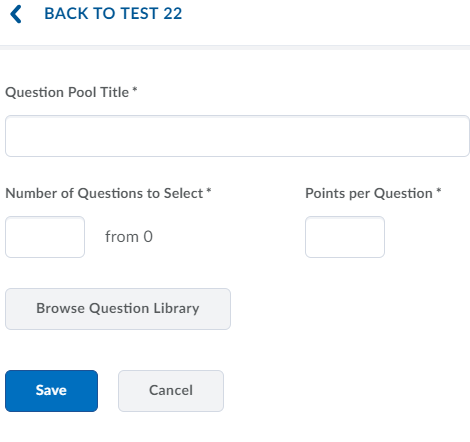 BACK TO TEST 22
Question Pool Title *
Number of Questions to Select * Points per Question *
from 0
Browse Question Library
Save Cancel